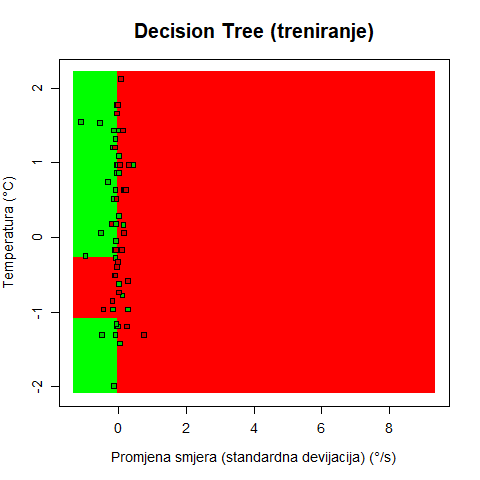 Decision Tree (treniranje)
Temperatura (°C)
2
1
0
-1
-2
0 2 4 6 8
Promjena smjera (standardna devijacija) (°/s)